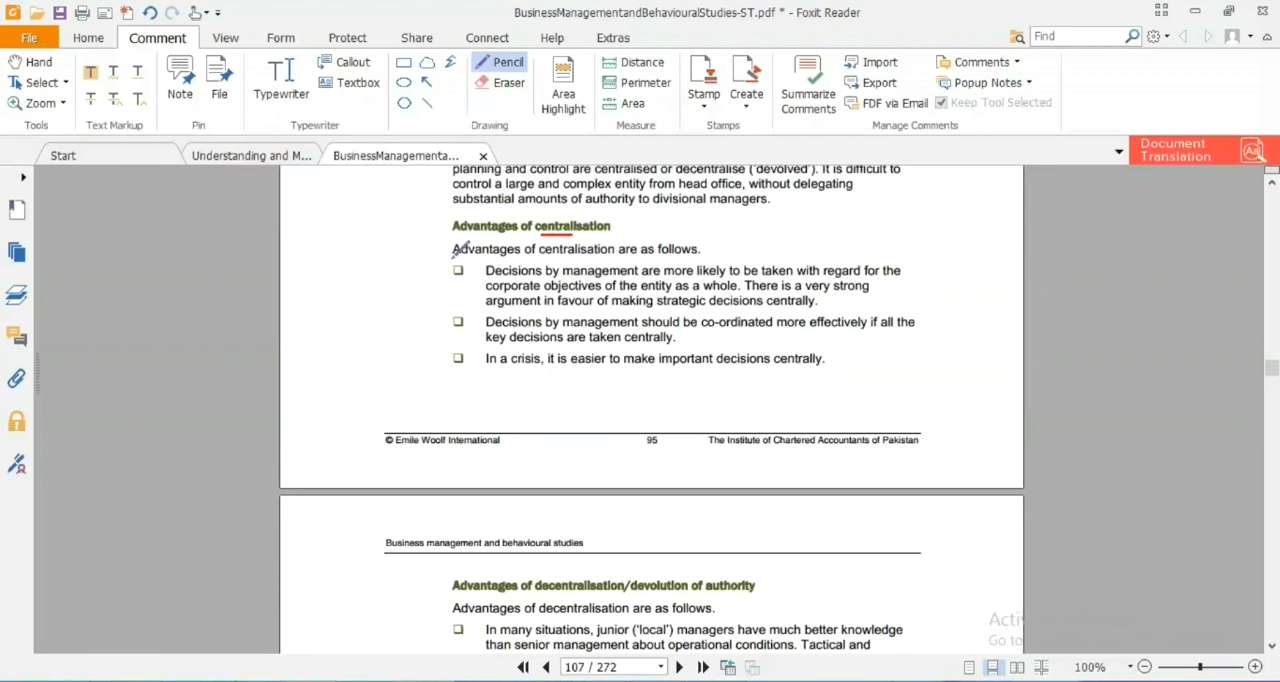 BusinessManagementandBehaviouralStudies-ST.pdf * - Foxit Reader
File Home Comment View Form Protect Share Connect Help Extras
Find
Hand
Select
Zoom
Tools
T T T
T T T
Text Markup
Note
File
Pin
Typewriter
Callout
Textbox
Typewriter
Pencil
Eraser
Drawing
Area
Highlight
Distance
Perimeter
Area
Measure
Stamp
Create
Stamps
Summarize
Comments
Import
Export
FDF via Email
Comments
Popup Notes
Keep Tool Selected
Manage Comments
Start
Understanding and M...
BusinessManagementa...
Document
Translation
planning and control are centralised or decentralise ('devolved'). It is difficult to
control a large and complex entity from head office, without delegating
substantial amounts of authority to divisional managers.
Advantages of centralisation
Advantages of centralisation are as follows.
Decisions by management are more likely to be taken with regard for the
corporate objectives of the entity as a whole. There is a very strong
argument in favour of making strategic decisions centrally.
Decisions by management should be co-ordinated more effectively if all the
key decisions are taken centrally.
In a crisis, it is easier to make important decisions centrally.
© Emile Woolf International 95 The Institute of Chartered Accountants of Pakistan
Business management and behavioural studies
Advantages of decentralisation/devolution of authority
Advantages of decentralisation are as follows.
In many situations, junior ('local') managers have much better knowledge
than senior management about operational conditions. Tactical and
Go to
107 / 272
100%